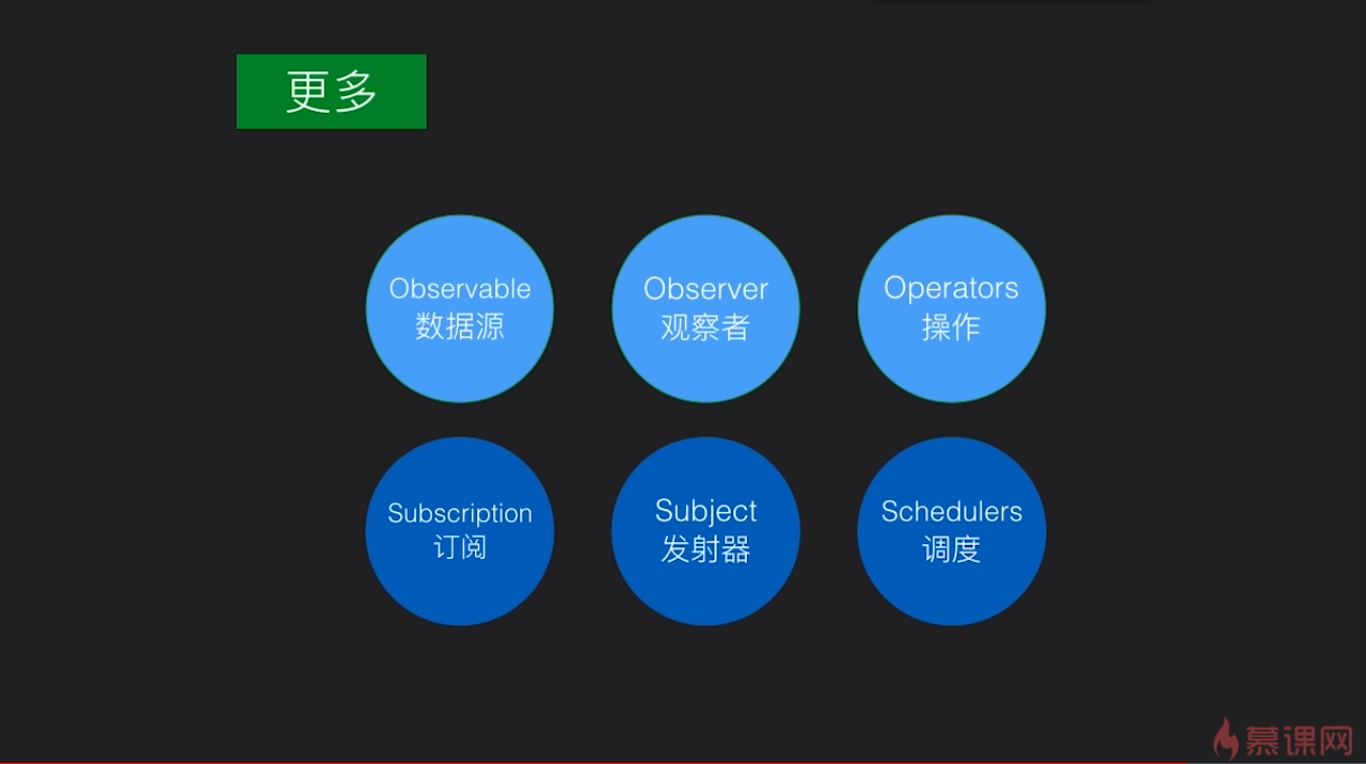 更多
Observable
数据源
Observer
观察者
Operators
操作
Subscription
订阅
Subject
发射器
Schedulers
调度
慕课网